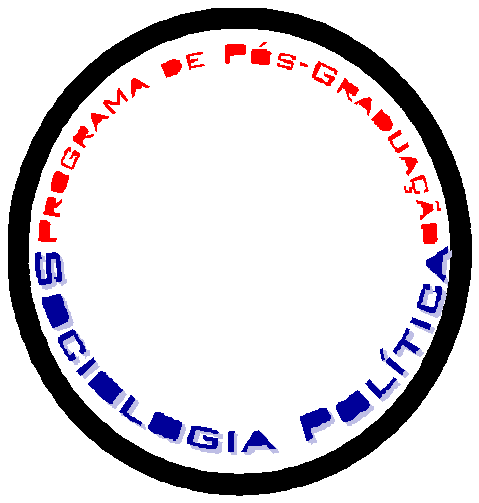 Programa de Pós-Graduação
Sociologia Política